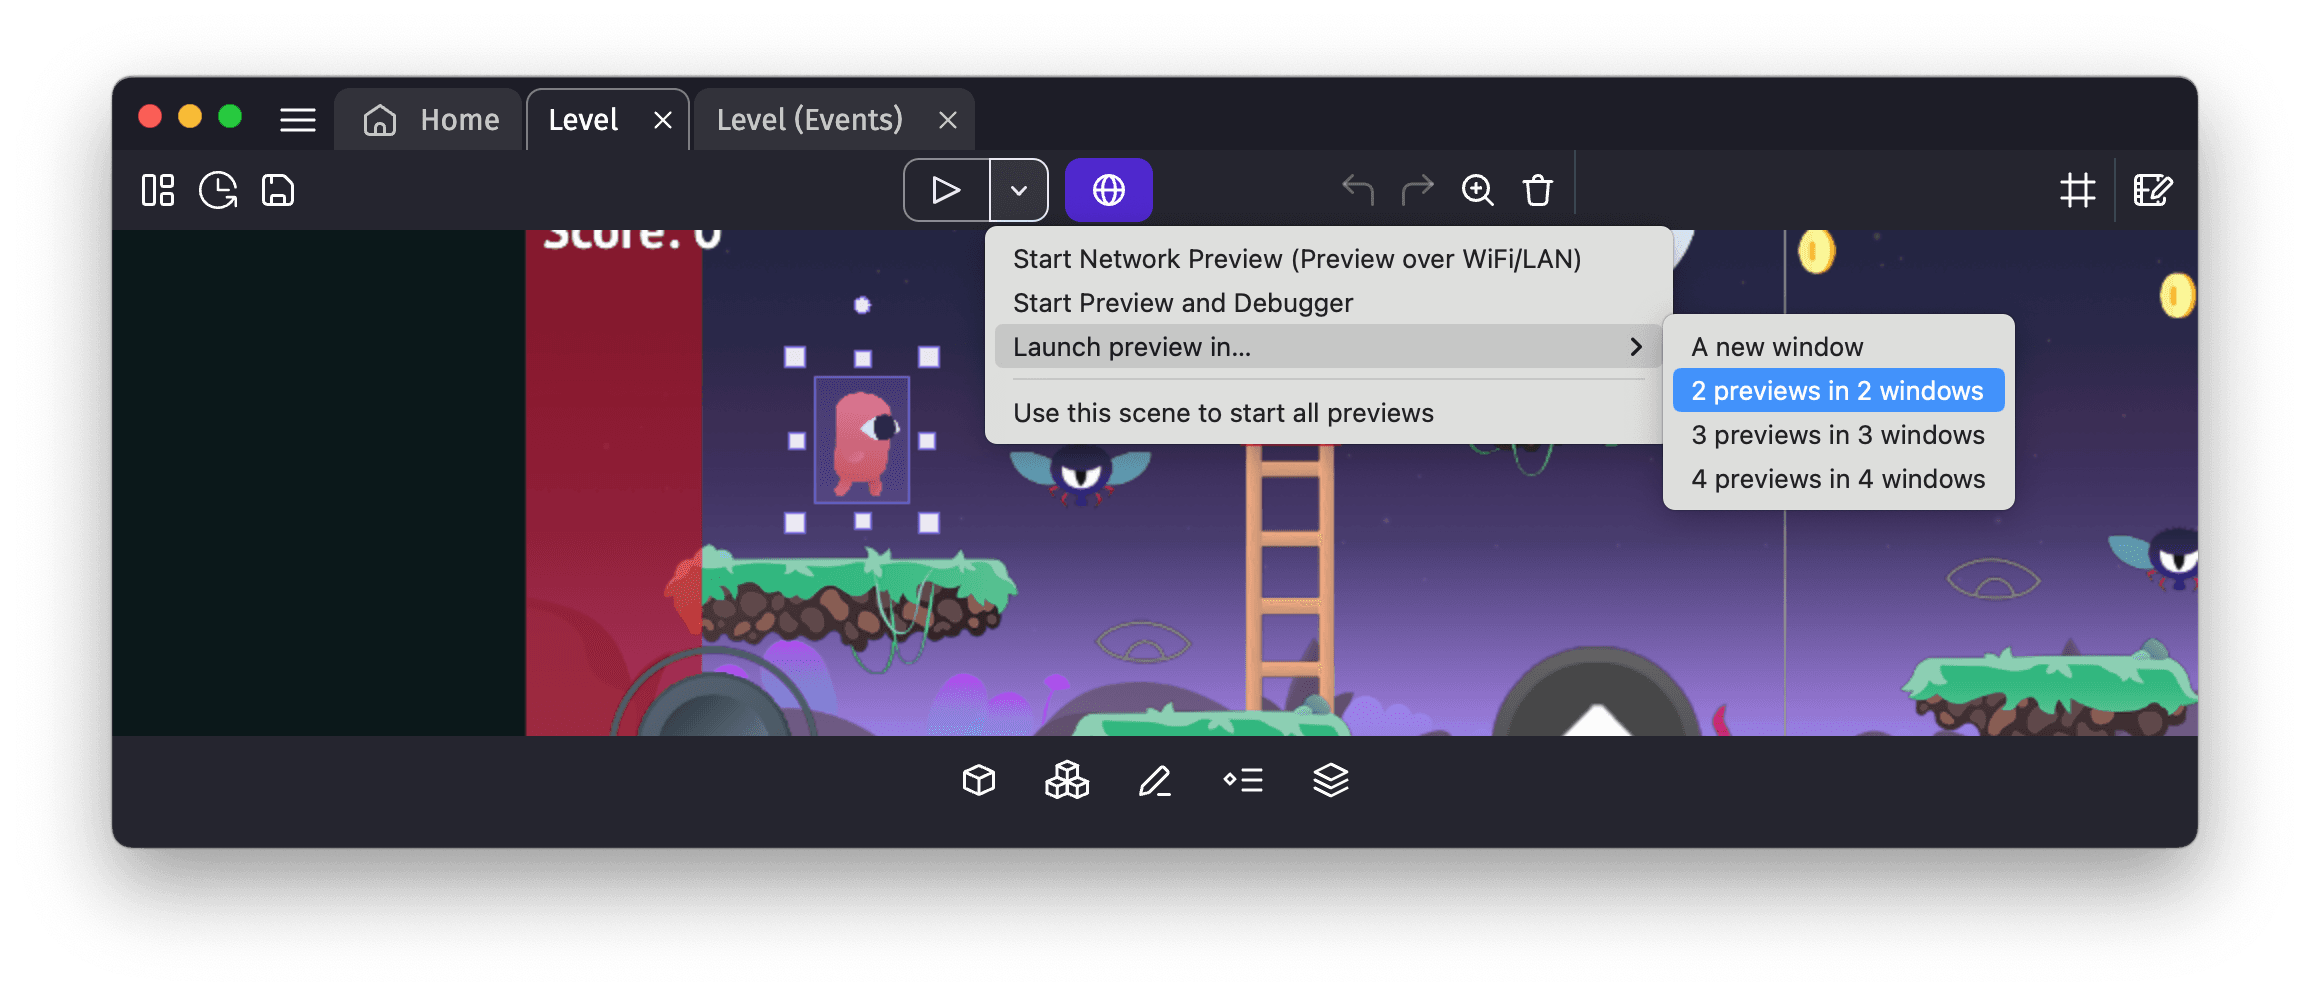 Home
Level
Level (Events)
Score: 0
Start Network Preview (Preview over WiFi/LAN)
Start Preview and Debugger
Launch preview in...
A new window
2 previews in 2 windows
3 previews in 3 windows
4 previews in 4 windows
Use this scene to start all previews